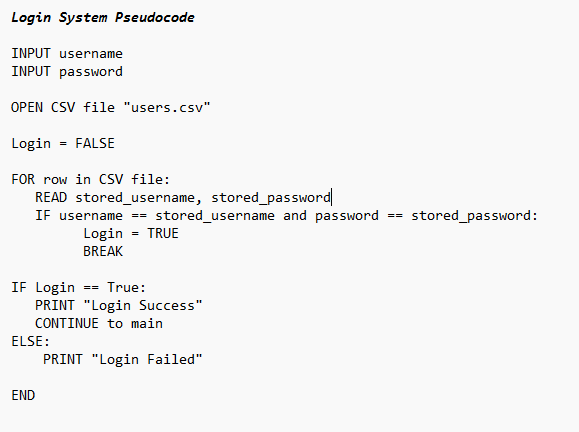 Login System Pseudocode
INPUT username
INPUT password
OPEN CSV file "users.csv"
Login = FALSE
FOR row in CSV file:
READ stored_username, stored_password
IF username == stored_username and password == stored_password:
Login = TRUE
BREAK
IF Login == True:
PRINT "Login Success"
CONTINUE to main
ELSE:
PRINT "Login Failed"
END